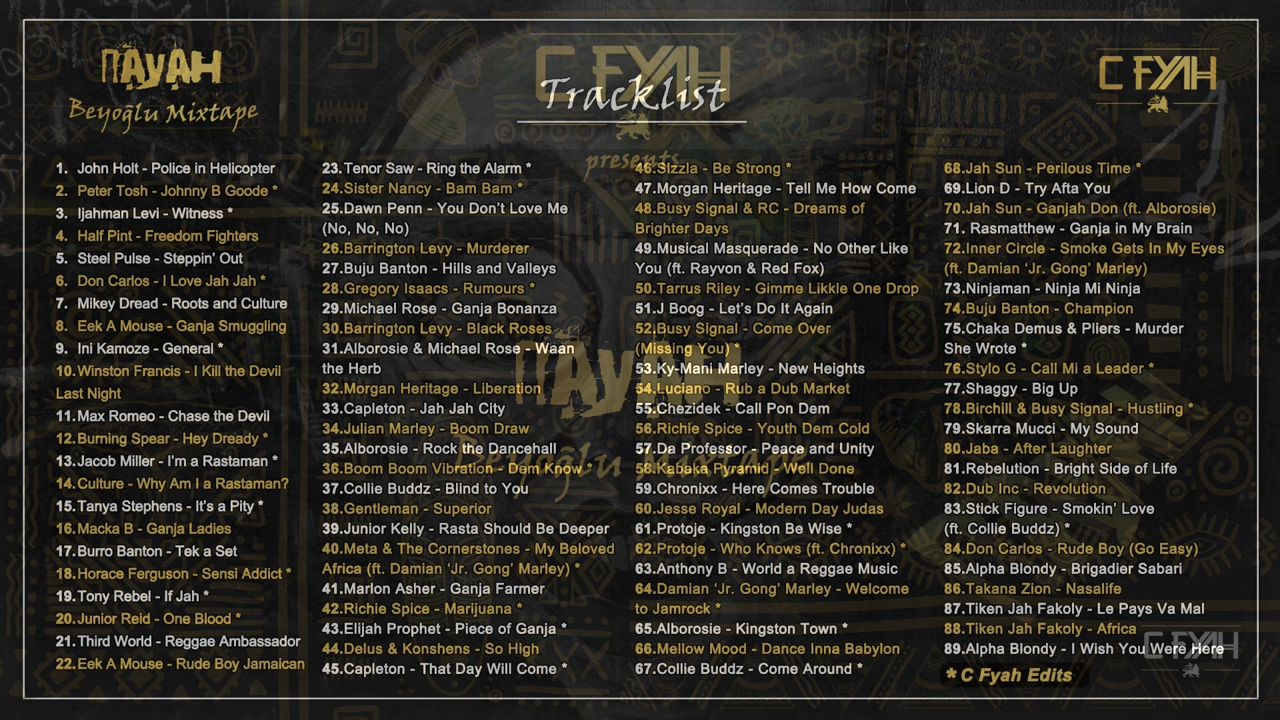 ПАУАН
Beyoğlu Mixtape
C FYAH
Tracklist
presents
C FYAH
1. John Holt - Police in Helicopter
2. Peter Tosh - Johnny B Goode *
3. Ijahman Levi - Witness *
4. Half Pint - Freedom Fighters
5. Steel Pulse - Steppin' Out
6. Don Carlos - I Love Jah Jah *
7. Mikey Dread - Roots and Culture
8. Eek A Mouse - Ganja Smuggling
9. Ini Kamoze - General *
10. Winston Francis - I Kill the Devil
Last Night
11. Max Romeo - Chase the Devil
12. Burning Spear - Hey Dready *
13. Jacob Miller - I'm a Rastaman *
14. Culture - Why Am I a Rastaman?
15. Tanya Stephens - It's a Pity *
16. Macka B - Ganja Ladies
17. Burro Banton - Tek a Set
18. Horace Ferguson - Sensi Addict *
19. Tony Rebel - If Jah *
20. Junior Reid - One Blood *
21. Third World - Reggae Ambassador
22. Eek A Mouse - Rude Boy Jamaican
23.Tenor Saw - Ring the Alarm *
24.Sister Nancy - Bam Bam *
25.Dawn Penn - You Don't Love Me
(No, No, No)
26.Barrington Levy - Murderer
27.Buju Banton - Hills and Valleys
28.Gregory Isaacs - Rumours *
29.Michael Rose - Ganja Bonanza
30.Barrington Levy - Black Roses
31.Alborosie & Michael Rose - Waan
the Herb
32.Morgan Heritage - Liberation
33.Capleton - Jah Jah City
34.Julian Marley - Boom Draw
35.Alborosie - Rock the Dancehall
36.Boom Boom Vibration - Dem Know *
37.Collie Buddz - Blind to You
38.Gentleman - Superior
39.Junior Kelly - Rasta Should Be Deeper
40.Meta & The Cornerstones - My Beloved
Africa (ft. Damian 'Jr. Gong' Marley) *
41.Marlon Asher - Ganja Farmer
42.Richie Spice - Marijuana *
43.Elijah Prophet - Piece of Ganja *
44.Delus & Konshens - So High
45.Capleton - That Day Will Come *
46.Sizzla - Be Strong *
47.Morgan Heritage - Tell Me How Come
48.Busy Signal & RC - Dreams of
Brighter Days
49.Musical Masquerade - No Other Like
You (ft. Rayvon & Red Fox)
50.Tarrus Riley - Gimme Likkle One Drop
51.J Boog - Let's Do It Again
52.Busy Signal - Come Over
(Missing You) *
53.Ky-Mani Marley - New Heights
54.Luciano - Rub a Dub Market
55.Chezidek - Call Pon Dem
56.Richie Spice - Youth Dem Cold
57.Da Professor - Peace and Unity
58.Kabaka Pyramid - Well Done
59.Chronixx - Here Comes Trouble
60.Jesse Royal - Modern Day Judas
61.Protoje - Kingston Be Wise *
62.Protoje - Who Knows (ft. Chronixx) *
63.Anthony B - World a Reggae Music
64.Damian 'Jr. Gong' Marley - Welcome
to Jamrock *
65.Alborosie - Kingston Town *
66.Mellow Mood - Dance Inna Babylon
67.Collie Buddz - Come Around *
68.Jah Sun - Perilous Time *
69.Lion D - Try Afta You
70.Jah Sun - Ganjah Don (ft. Alborosie)
71. Rasmatthew - Ganja in My Brain
72.Inner Circle - Smoke Gets In My Eyes
(ft. Damian 'Jr. Gong' Marley)
73.Ninjaman - Ninja Mi Ninja
74.Buju Banton - Champion
75.Chaka Demus & Pliers - Murder
She Wrote *
76.Stylo G - Call Mi a Leader *
77.Shaggy - Big Up
78.Birchill & Busy Signal - Hustling *
79.Skarra Mucci - My Sound
80.Jaba - After Laughter
81.Rebelution - Bright Side of Life
82.Dub Inc - Revolution
83.Stick Figure - Smokin' Love
(ft. Collie Buddz) *
84.Don Carlos - Rude Boy (Go Easy)
85.Alpha Blondy - Brigadier Sabari
86.Takana Zion - Nasalife
87.Tiken Jah Fakoly - Le Pays Va Mal
88.Tiken Jah Fakoly - Africa
89.Alpha Blondy - I Wish You Were Here
* C Fyah Edits
ПАУАН
Beyoğlu Mixtape
C FYAH